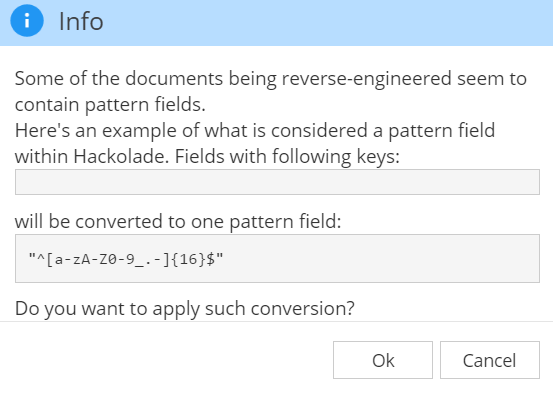 Info
Some of the documents being reverse-engineered seem to
contain pattern fields.
Here's an example of what is considered a pattern field
within Hackolade. Fields with following keys:
will be converted to one pattern field:
"^[a-zA-Z0-9_.-]{16}$"
Do you want to apply such conversion?
Ok Cancel